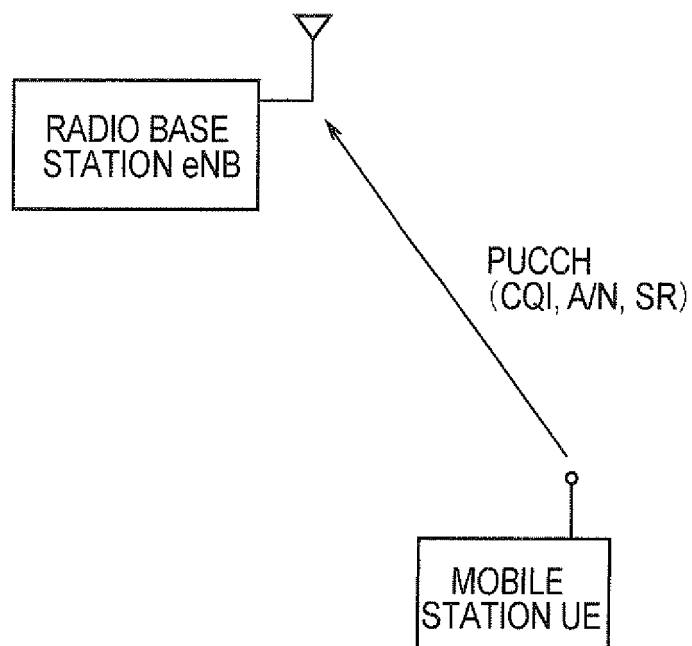 RADIO BASE
STATION eNB
PUCCH
(CQI, A/N, SR)
MOBILE
STATION UE